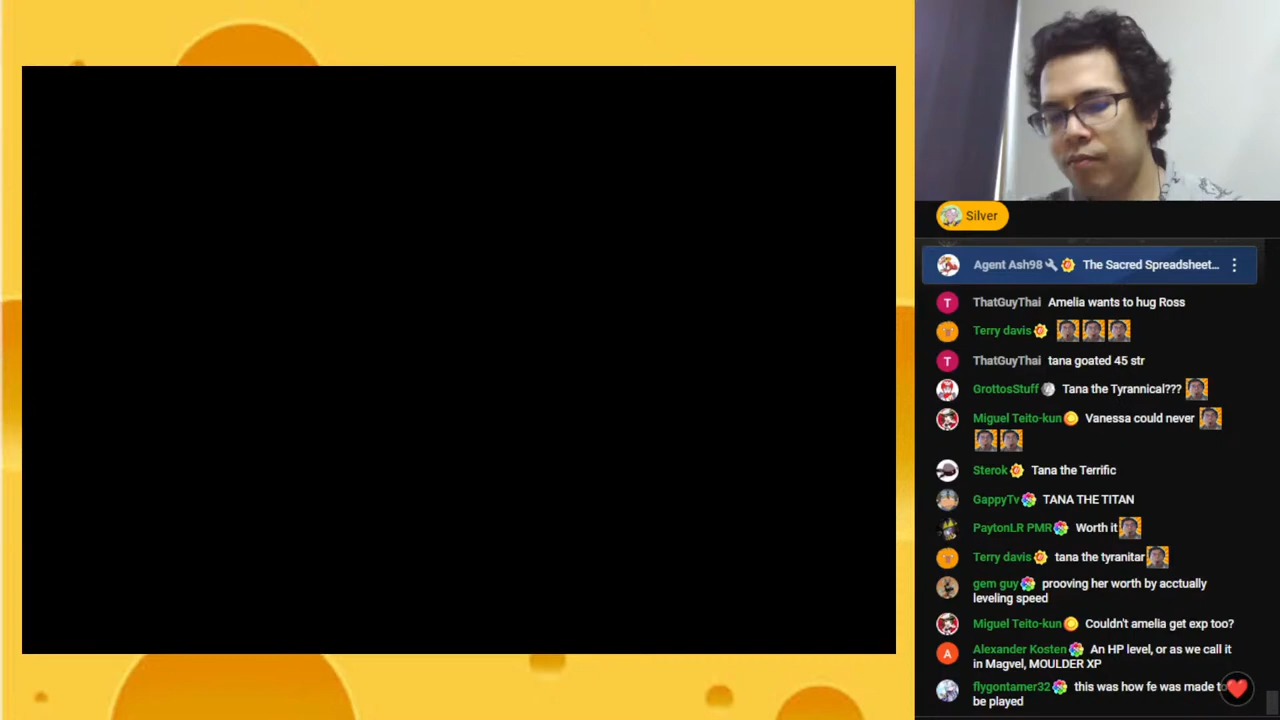 Silver
Agent Ash98 The Sacred Spreadsheet...
ThatGuyThai Amelia wants to hug Ross
Terry davis
ThatGuyThai tana goated 45 str
GrottosStuff Tana the Tyrannical???
Miguel Teito-kun Vanessa could never
Sterok Tana the Terrific
GappyTv TANA THE TITAN
PaytonLR PMR Worth it
Terry davis tana the tyranitar
gem guy prooving her worth by acctually
leveling speed
Miguel Teito-kun Couldn't amelia get exp too?
Alexander Kosten An HP level, or as we call it
in Magvel, MOULDER XP
flygontamer32 this was how fe was made to
be played